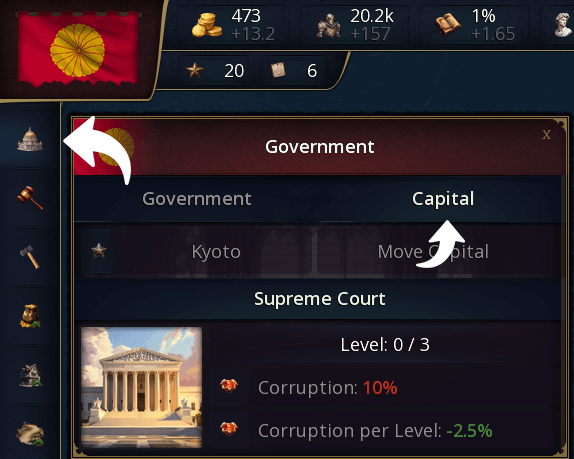 473 20.2k 1%
+13.2 +157 +1.65
20 6
x
Government
Government Capital
Kyoto Move Capital
Supreme Court
Level: 0 / 3
Corruption: 10%
Corruption per Level: -2.5%